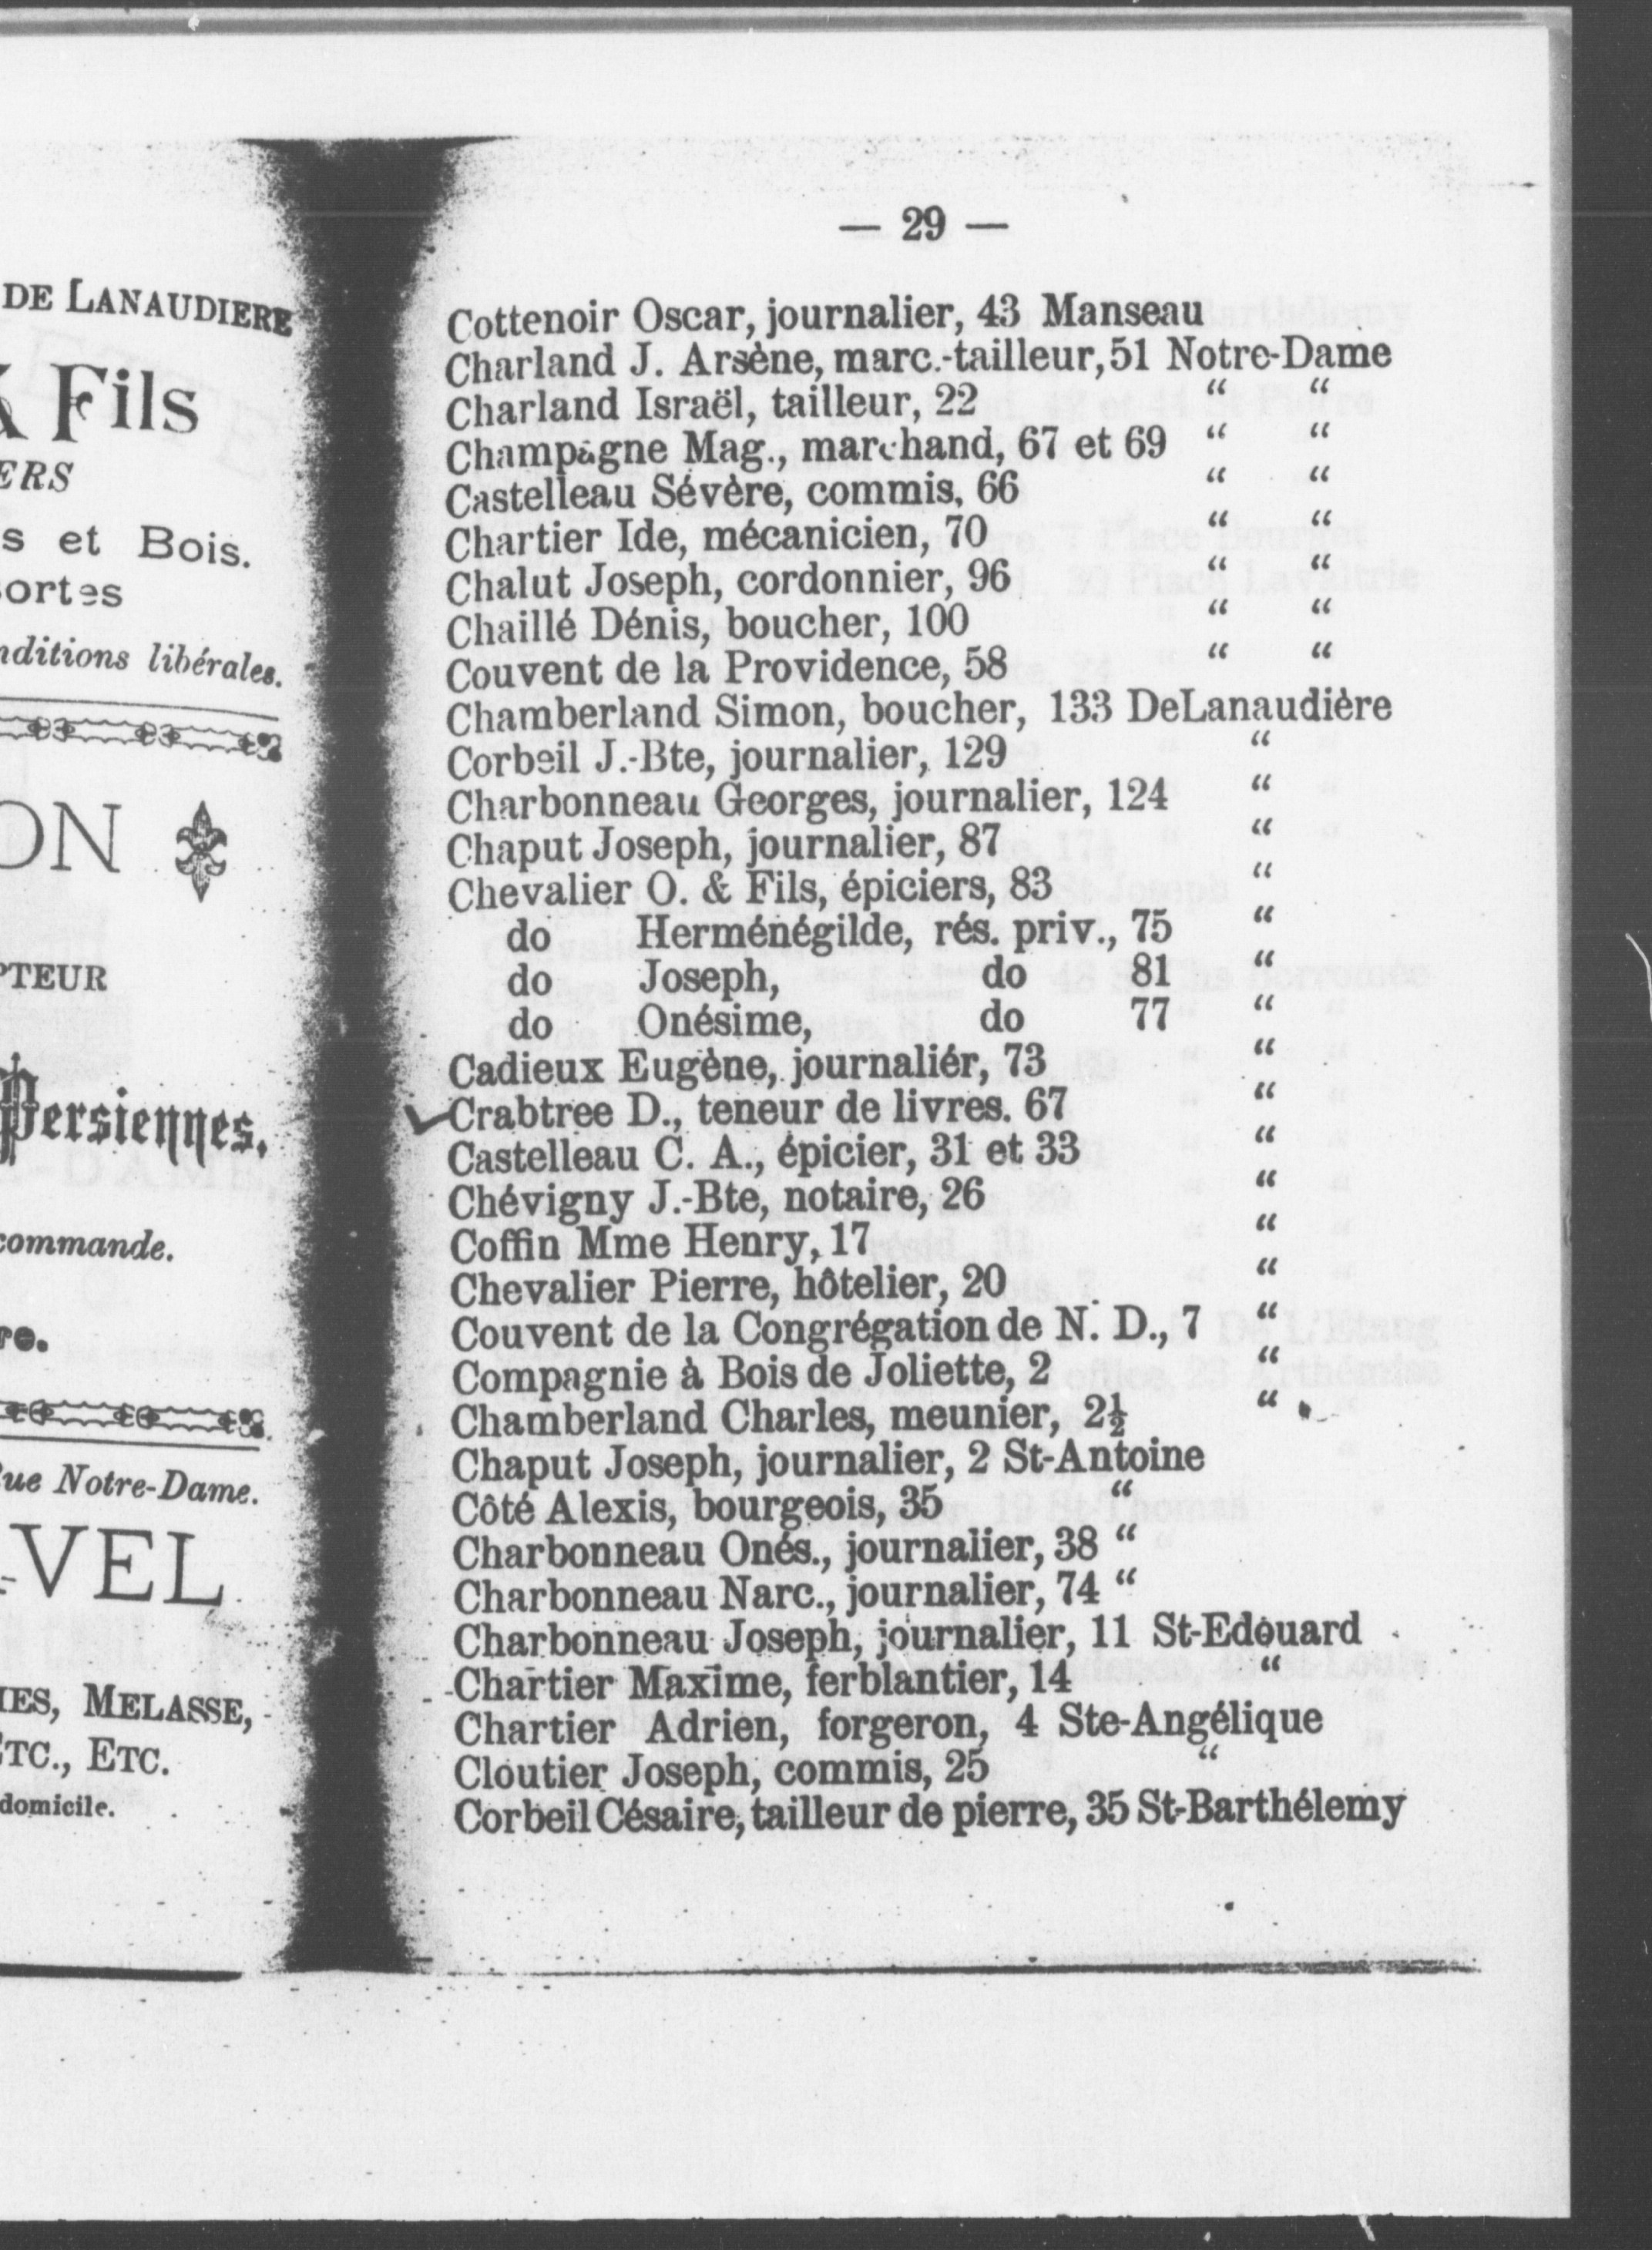 DE LANAUDIERE
& Fils
ERS
s et Bois.
sortes
nditions libérales.
ON
PTEUR
Persiennes.
commande.
re.
Rue Notre-Dame.
VEL
IES, MELASSE,
ETC., ETC.
domicile.
— 29 —
Cottenoir Oscar, journalier, 43 Manseau
Charland J. Arsène, marc.-tailleur, 51 Notre-Dame
Charland Israël, tailleur, 22 “ “
Champagne Mag., marchand, 67 et 69 “ “
Castelleau Sévère, commis, 66 “ “
Chartier Ide, mécanicien, 70 “ “
Chalut Joseph, cordonnier, 96 “ “
Chaillé Dénis, boucher, 100 “ “
Couvent de la Providence, 58 “ “
Chamberland Simon, boucher, 133 DeLanaudière
Corbeil J.-Bte, journalier, 129 “
Charbonneau Georges, journalier, 124 “
Chaput Joseph, journalier, 87 “
Chevalier O. & Fils, épiciers, 83 “
do Herménégilde, rés. priv., 75 “
do Joseph, do 81 “
do Onésime, do 77 “
Cadieux Eugène, journaliér, 73 “
Crabtree D., teneur de livres. 67 “
Castelleau C. A., épicier, 31 et 33 “
Chévigny J.-Bte, notaire, 26 “
Coffin Mme Henry, 17 “
Chevalier Pierre, hôtelier, 20 “
Couvent de la Congrégation de N. D., 7 “
Compagnie à Bois de Joliette, 2 “
Chamberland Charles, meunier, 2½ “
Chaput Joseph, journalier, 2 St-Antoine
Côté Alexis, bourgeois, 35 “
Charbonneau Onés., journalier, 38 “
Charbonneau Narc., journalier, 74 “
Charbonneau Joseph, journalier, 11 St-Edouard
Chartier Maxime, ferblantier, 14 “
Chartier Adrien, forgeron, 4 Ste-Angélique
Cloutier Joseph, commis, 25 “
Corbeil Césaire, tailleur de pierre, 35 St-Barthélemy